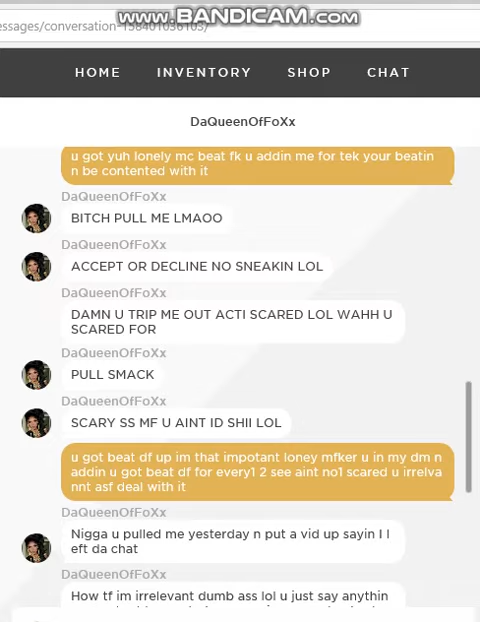 www.BANDICAM.com
essages/conversation-158401036103/
HOME INVENTORY SHOP CHAT
DaQueenOfFoXx
u got yuh lonely mc beat fk u addin me for tek your beatin
n be contented with it
DaQueenOfFoXx
BITCH PULL ME LMAOO
DaQueenOfFoXx
ACCEPT OR DECLINE NO SNEAKIN LOL
DaQueenOfFoXx
DAMN U TRIP ME OUT ACTI SCARED LOL WAHH U
SCARED FOR
DaQueenOfFoXx
PULL SMACK
DaQueenOfFoXx
SCARY SS MF U AINT ID SHII LOL
u got beat df up im that impotant loney mfker u in my dm n
addin u got beat df for every1 2 see aint no1 scared u irrelva
nnt asf deal with it
DaQueenOfFoXx
Nigga u pulled me yesterday n put a vid up sayin I l
eft da chat
DaQueenOfFoXx
How tf im irrelevant dumb ass lol u just say anythin